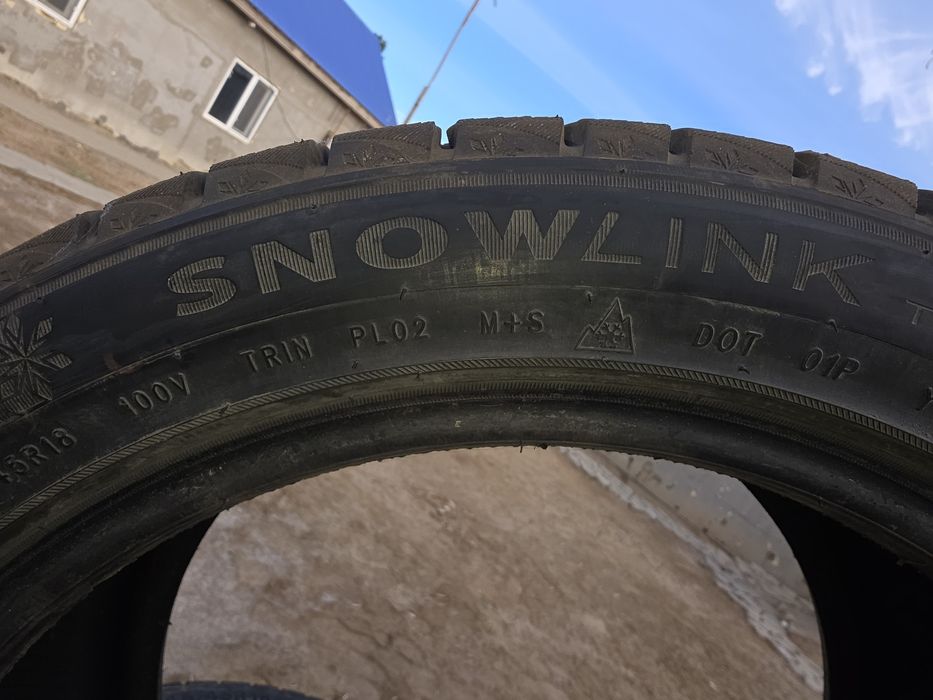 SNOWLINK
100V TRIN PL02 M+S DOT 01P